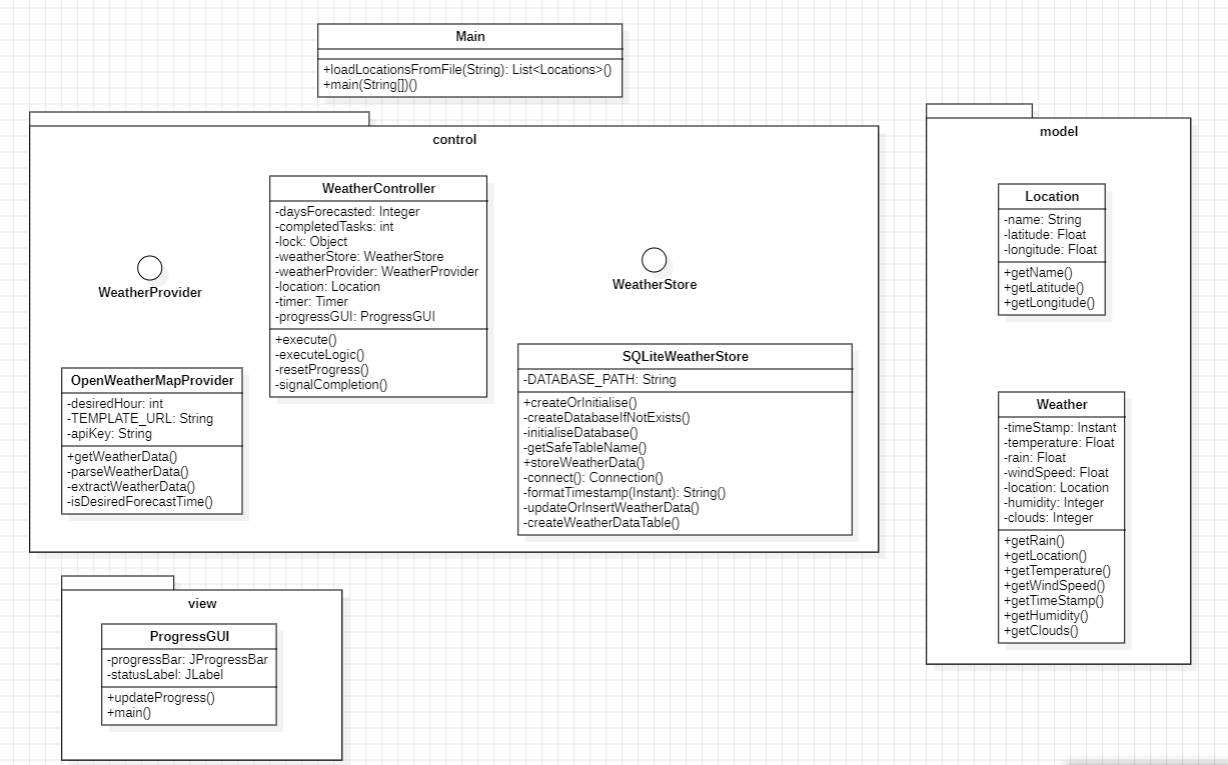 Main
+loadLocationsFromFile(String): List<Locations>()
+main(String[])()
control
WeatherController
-daysForecasted: Integer
-completedTasks: int
-lock: Object
-weatherStore: WeatherStore
-weatherProvider: WeatherProvider
-location: Location
-timer: Timer
-progressGUI: ProgressGUI
+execute()
-executeLogic()
-resetProgress()
-signalCompletion()
WeatherProvider
WeatherStore
OpenWeatherMapProvider
-desiredHour: int
-TEMPLATE_URL: String
-apiKey: String
+getWeatherData()
-parseWeatherData()
-extractWeatherData()
-isDesiredForecastTime()
SQLiteWeatherStore
-DATABASE_PATH: String
+createOrInitialise()
-createDatabaseIfNotExists()
-initialiseDatabase()
-getSafeTableName()
+storeWeatherData()
-connect(): Connection()
-formatTimestamp(Instant): String()
-updateOrInsertWeatherData()
-createWeatherDataTable()
model
Location
-name: String
-latitude: Float
-longitude: Float
+getName()
+getLatitude()
+getLongitude()
Weather
-timeStamp: Instant
-temperature: Float
-rain: Float
-windSpeed: Float
-location: Location
-humidity: Integer
-clouds: Integer
+getRain()
+getLocation()
+getTemperature()
+getWindSpeed()
+getTimeStamp()
+getHumidity()
+getClouds()
view
ProgressGUI
-progressBar: JProgressBar
-statusLabel: JLabel
+updateProgress()
+main()